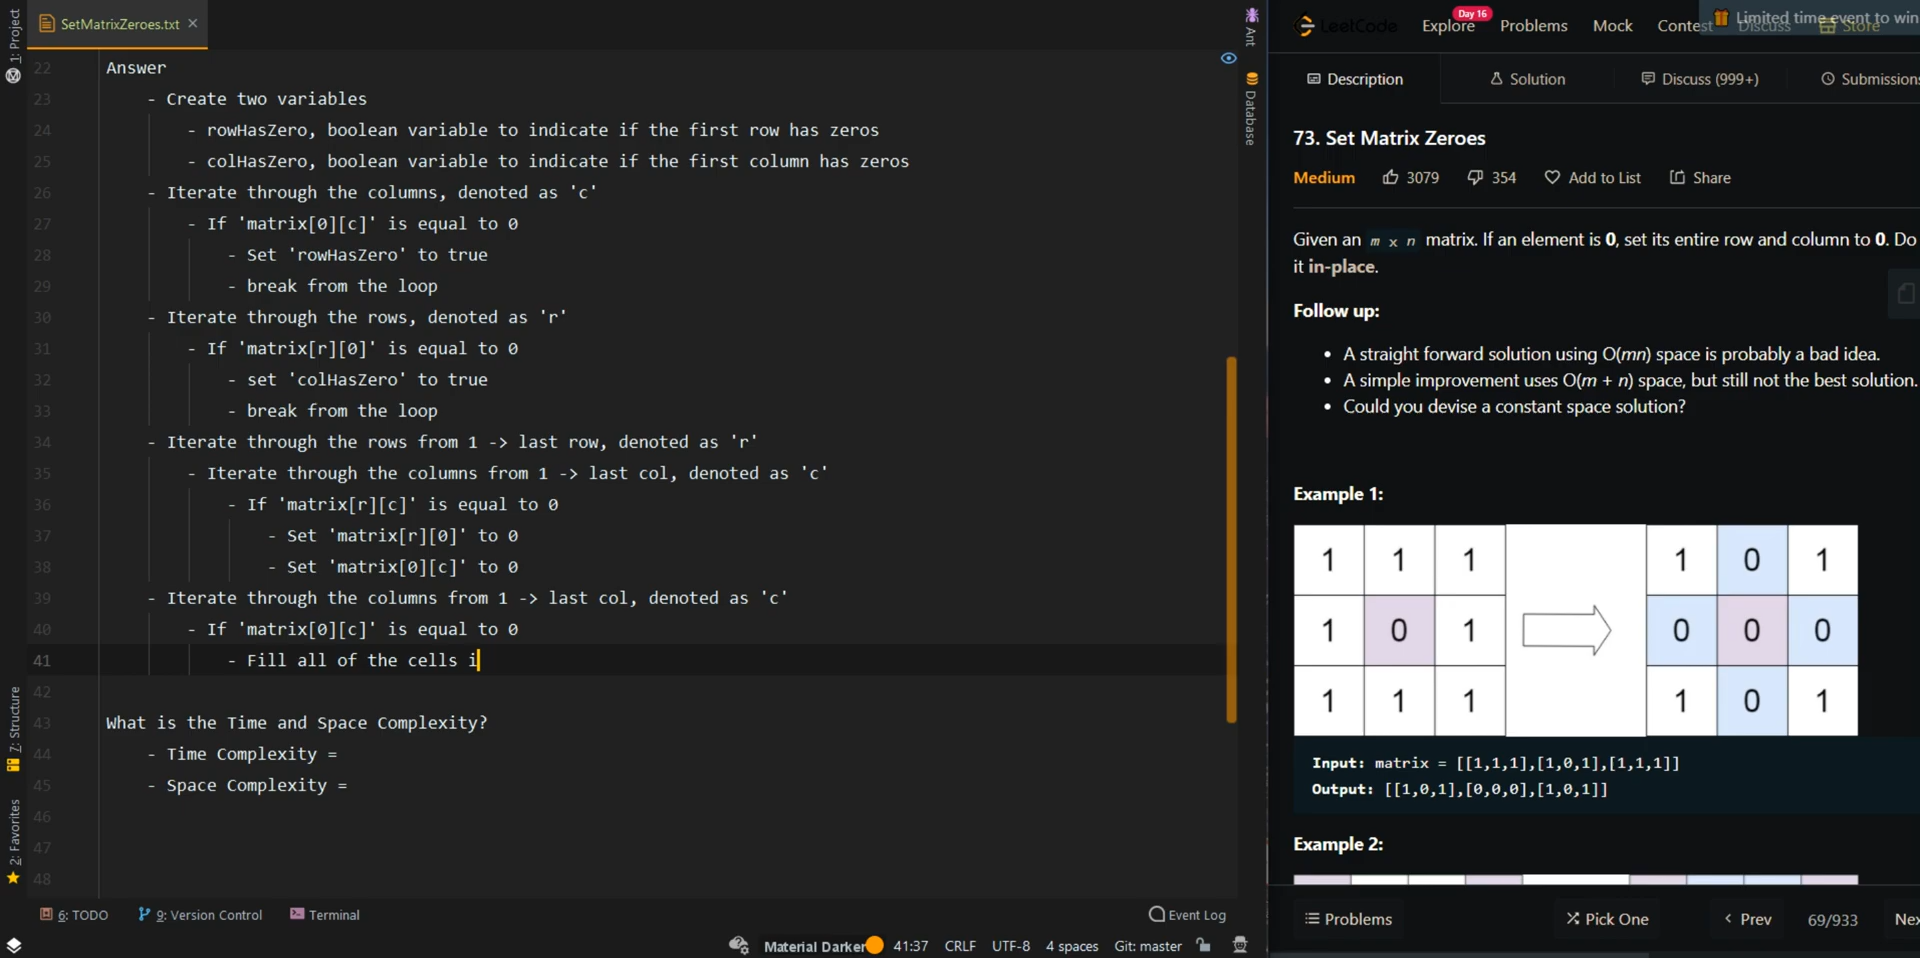 1: Project
SetMatrixZeroes.txt
22 Answer
23 - Create two variables
24 - rowHasZero, boolean variable to indicate if the first row has zeros
25 - colHasZero, boolean variable to indicate if the first column has zeros
26 - Iterate through the columns, denoted as 'c'
27 - If 'matrix[0][c]' is equal to 0
28 - Set 'rowHasZero' to true
29 - break from the loop
30 - Iterate through the rows, denoted as 'r'
31 - If 'matrix[r][0]' is equal to 0
32 - set 'colHasZero' to true
33 - break from the loop
34 - Iterate through the rows from 1 -> last row, denoted as 'r'
35 - Iterate through the columns from 1 -> last col, denoted as 'c'
36 - If 'matrix[r][c]' is equal to 0
37 - Set 'matrix[r][0]' to 0
38 - Set 'matrix[0][c]' to 0
39 - Iterate through the columns from 1 -> last col, denoted as 'c'
40 - If 'matrix[0][c]' is equal to 0
41 - Fill all of the cells i
42
43 What is the Time and Space Complexity?
44 - Time Complexity =
45 - Space Complexity =
46
47
48
7: Structure
2: Favorites
Ant
Database
6: TODO 9: Version Control Terminal Event Log
Material Darker 41:37 CRLF UTF-8 4 spaces Git: master
LeetCode Explore Day 16 Problems Mock Contest Discuss Store
Limited time event to win
Description Solution Discuss (999+) Submissions
73. Set Matrix Zeroes
Medium 3079 354 Add to List Share
Given an m x n matrix. If an element is 0, set its entire row and column to 0. Do
it in-place.
Follow up:
• A straight forward solution using O(mn) space is probably a bad idea.
• A simple improvement uses O(m + n) space, but still not the best solution.
• Could you devise a constant space solution?
Example 1:
1 1 1 1 0 1
1 0 1 0 0 0
1 1 1 1 0 1
Input: matrix = [[1,1,1],[1,0,1],[1,1,1]]
Output: [[1,0,1],[0,0,0],[1,0,1]]
Example 2:
Problems Pick One Prev 69/933 Nex